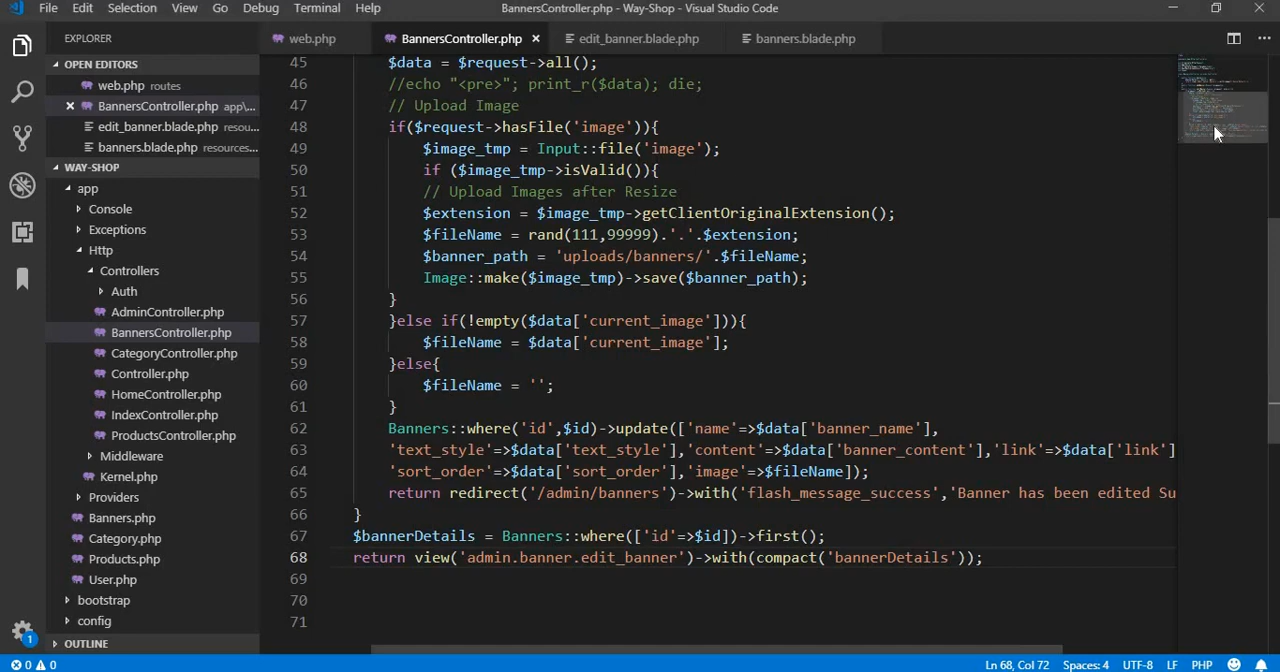 File Edit Selection View Go Debug Terminal Help BannersController.php - Way-Shop - Visual Studio Code
EXPLORER
web.php BannersController.php × edit_banner.blade.php banners.blade.php
OPEN EDITORS
web.php routes
BannersController.php app\...
edit_banner.blade.php resou...
banners.blade.php resources...
WAY-SHOP
app
Console
Exceptions
Http
Controllers
Auth
AdminController.php
BannersController.php
CategoryController.php
Controller.php
HomeController.php
IndexController.php
ProductsController.php
Middleware
Kernel.php
Providers
Banners.php
Category.php
Products.php
User.php
bootstrap
config
OUTLINE
45 $data = $request->all();
46 //echo "<pre>"; print_r($data); die;
47 // Upload Image
48 if($request->hasFile('image')){
49 $image_tmp = Input::file('image');
50 if ($image_tmp->isValid()){
51 // Upload Images after Resize
52 $extension = $image_tmp->getClientOriginalExtension();
53 $fileName = rand(111,99999).'.'.$extension;
54 $banner_path = 'uploads/banners/'.$fileName;
55 Image::make($image_tmp)->save($banner_path);
56 }
57 }else if(!empty($data['current_image'])){
58 $fileName = $data['current_image'];
59 }else{
60 $fileName = '';
61 }
62 Banners::where('id',$id)->update(['name'=>$data['banner_name'],
63 'text_style'=>$data['text_style'],'content'=>$data['banner_content'],'link'=>$data['link']
64 'sort_order'=>$data['sort_order'],'image'=>$fileName]);
65 return redirect('/admin/banners')->with('flash_message_success','Banner has been edited Su
66 }
67 $bannerDetails = Banners::where(['id'=>$id])->first();
68 return view('admin.banner.edit_banner')->with(compact('bannerDetails'));
69
70
71
1
0 0 Ln 68, Col 72 Spaces: 4 UTF-8 LF PHP 1